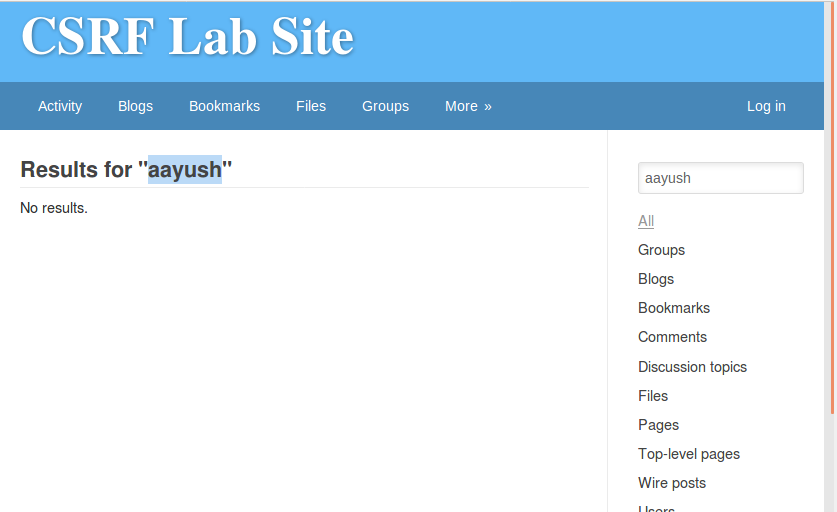 CSRF Lab Site
Activity Blogs Bookmarks Files Groups More » Log in
Results for "aayush"
No results.
aayush
All
Groups
Blogs
Bookmarks
Comments
Discussion topics
Files
Pages
Top-level pages
Wire posts
Users